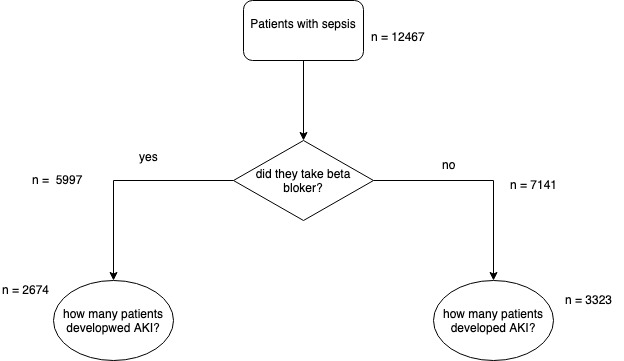 Patients with sepsis
n = 12467
yes
did they take beta
bloker?
no
n =  5997
n = 7141
n = 2674
how many patients
developwed AKI?
n = 3323
how many patients
developed AKI?